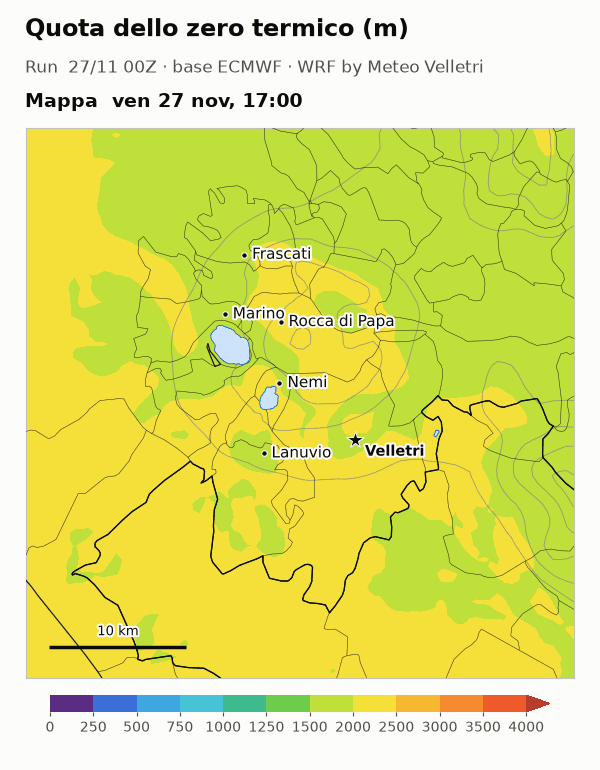 Quota dello zero termico (m)
Run  27/11 00Z · base ECMWF · WRF by Meteo Velletri
Mappa  ven 27 nov, 17:00
Frascati
Marino
Rocca di Papa
Nemi
Velletri
Lanuvio
10 km
0 250 500 750 1000 1250 1500 2000 2500 3000 3500 4000